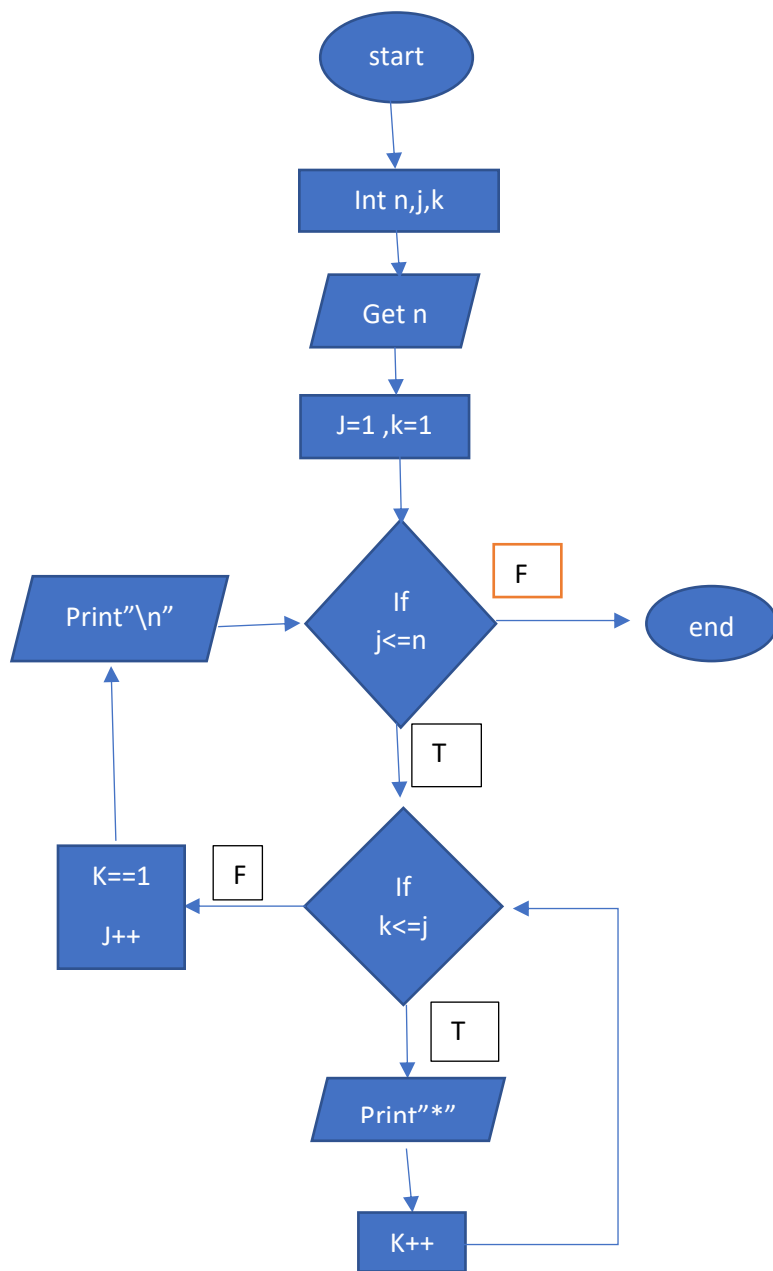 start
Int n,j,k
Get n
J=1 ,k=1
If
j<=n
F
end
Print”\n”
T
If
k<=j
F
K==1
J++
T
Print”*”
K++